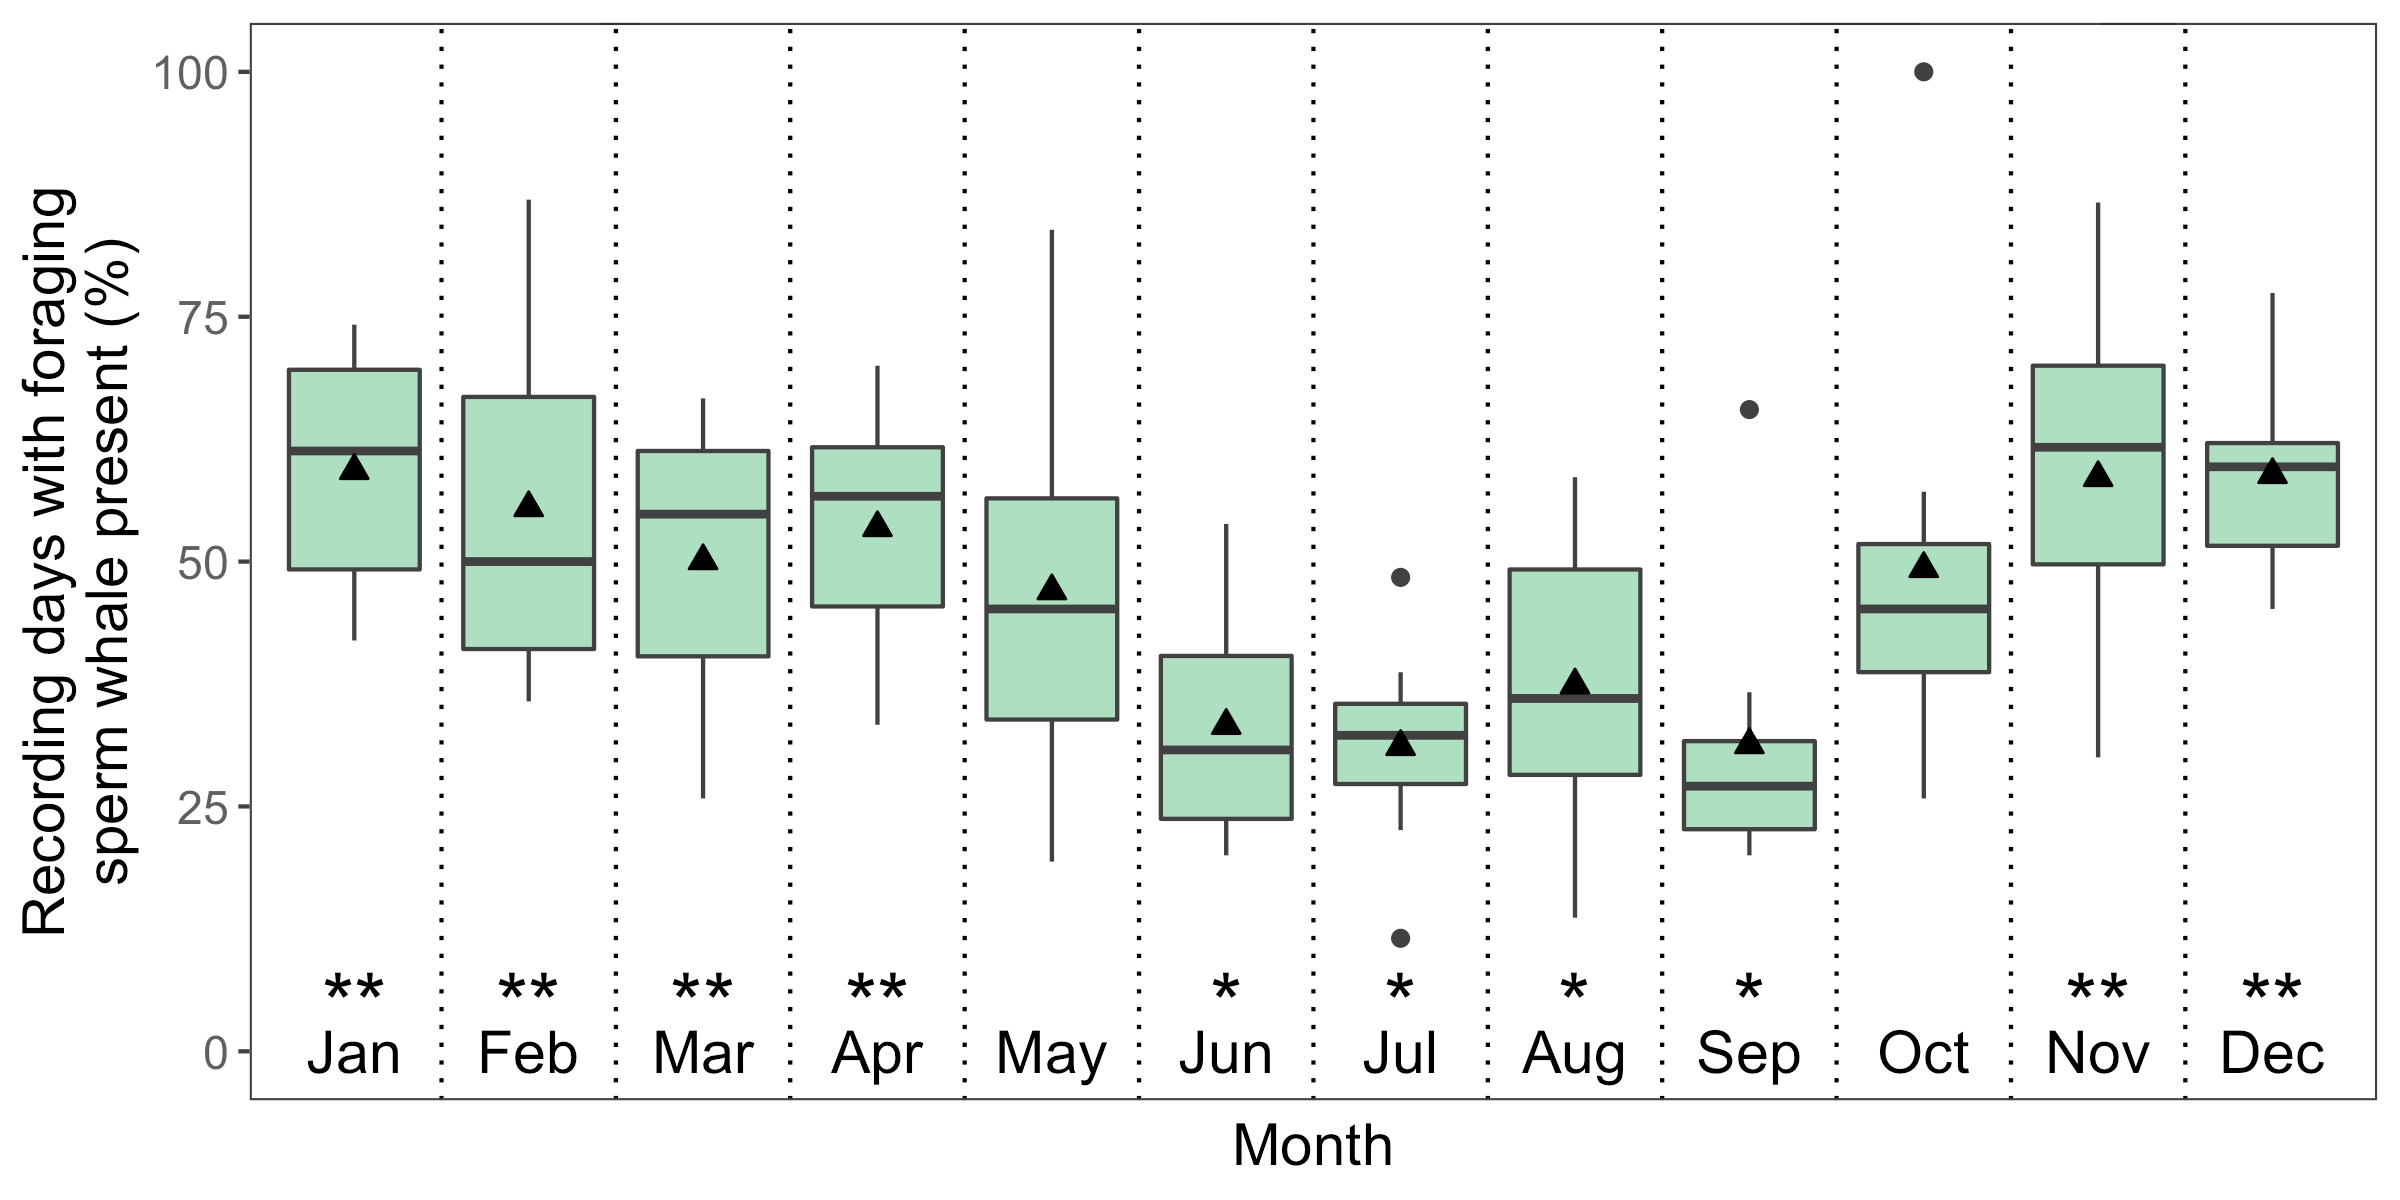 Recording days with foraging
sperm whale present (%)
100
75
50
25
0
** ** ** ** * * * * ** **
Jan Feb Mar Apr May Jun Jul Aug Sep Oct Nov Dec
Month